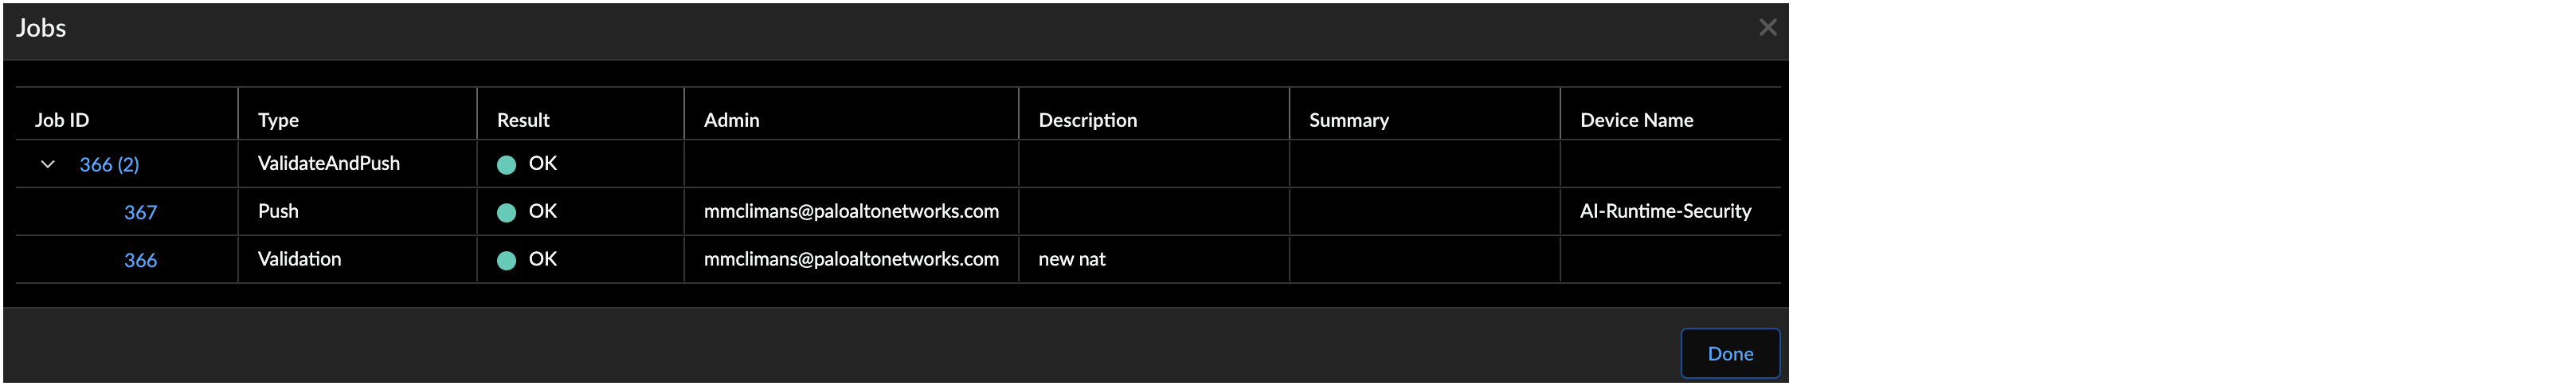 Jobs
Job ID Type Result Admin Description Summary Device Name
366 (2) ValidateAndPush OK
367 Push OK mmclimans@paloaltonetworks.com AI-Runtime-Security
366 Validation OK mmclimans@paloaltonetworks.com new nat
Done